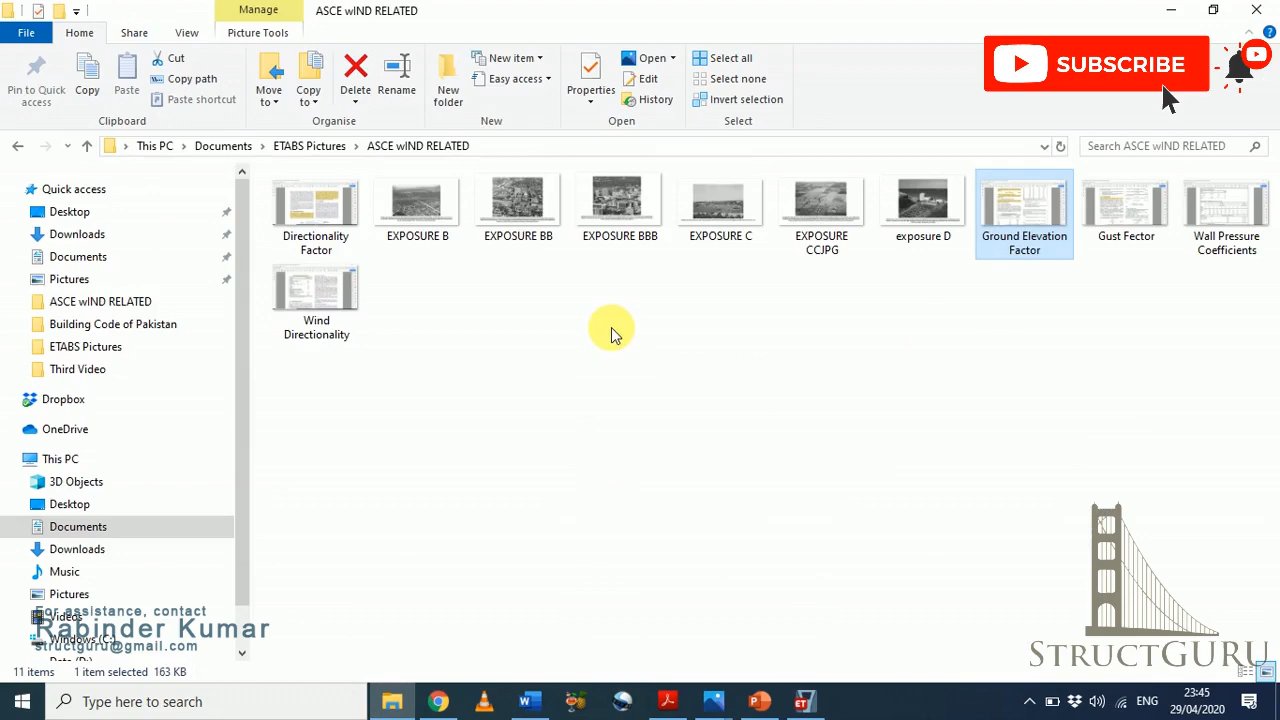 Manage
ASCE wIND RELATED
File
Home
Share
View
Picture Tools
Pin to Quick access
Copy
Paste
Cut
Copy path
Paste shortcut
Clipboard
Move to
Copy to
Delete
Rename
Organise
New folder
New item
Easy access
New
Properties
Open
Edit
History
Open
Select all
Select none
Invert selection
Select
SUBSCRIBE
This PC > Documents > ETABS Pictures > ASCE wIND RELATED
Search ASCE wIND RELATED
Quick access
Desktop
Downloads
Documents
Pictures
ASCE wIND RELATED
Building Code of Pakistan
ETABS Pictures
Third Video
Dropbox
OneDrive
This PC
3D Objects
Desktop
Documents
Downloads
Music
Pictures
Videos
Windows (C:)
Directionality
Factor
EXPOSURE B
EXPOSURE BB
EXPOSURE BBB
EXPOSURE C
EXPOSURE
CCJPG
exposure D
Ground Elevation
Factor
Gust Fector
Wall Pressure
Coefficients
Wind
Directionality
For assistance, contact
Rabinder Kumar
structguru@gmail.com
STRUCTGURU
11 items
1 item selected 163 KB
Type here to search
ENG
23:45
29/04/2020